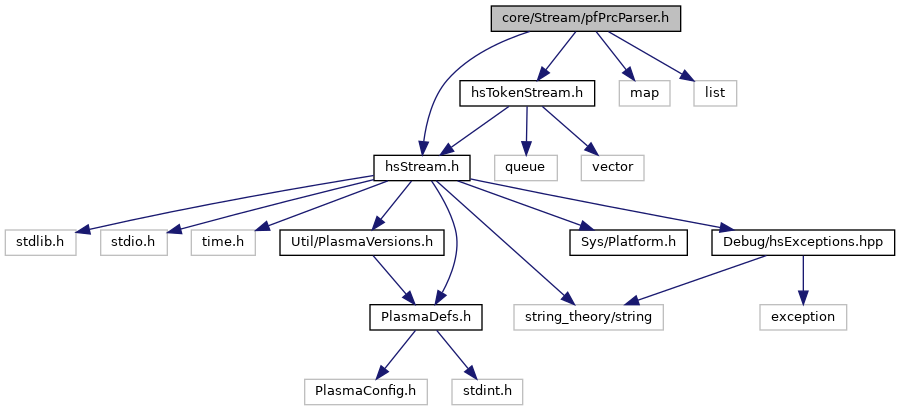 core/Stream/pfPrcParser.h
hsTokenStream.h
map
list
hsStream.h
queue
vector
stdlib.h
stdio.h
time.h
Util/PlasmaVersions.h
Sys/Platform.h
Debug/hsExceptions.hpp
PlasmaDefs.h
string_theory/string
exception
PlasmaConfig.h
stdint.h